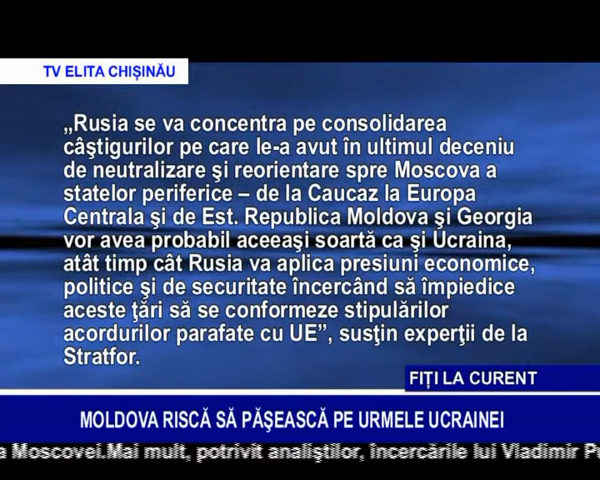 TV ELITA CHIȘINĂU
„Rusia se va concentra pe consolidarea
câştigurilor pe care le-a avut în ultimul deceniu
de neutralizare şi reorientare spre Moscova a
statelor periferice – de la Caucaz la Europa
Centrala şi de Est. Republica Moldova şi Georgia
vor avea probabil aceeaşi soartă ca şi Ucraina,
atât timp cât Rusia va aplica presiuni economice,
politice şi de securitate încercând să împiedice
aceste ţări să se conformeze stipulărilor
acordurilor parafate cu UE”, susţin experţii de la
Stratfor.
FIȚI LA CURENT
MOLDOVA RISCĂ SĂ PĂŞEASCĂ PE URMELE UCRAINEI
a Moscovei.Mai mult, potrivit analiştilor, încercările lui Vladimir Pu